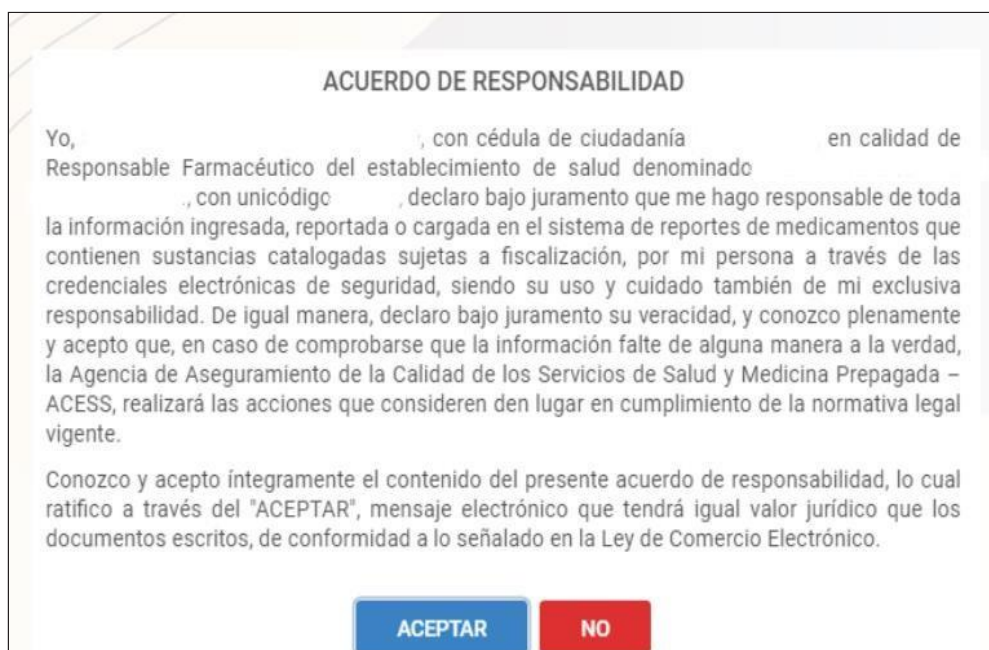 ACUERDO DE RESPONSABILIDAD
Yo, , con cédula de ciudadanía en calidad de
Responsable Farmacéutico del establecimiento de salud denominado
, con unicódigo , declaro bajo juramento que me hago responsable de toda
la información ingresada, reportada o cargada en el sistema de reportes de medicamentos que
contienen sustancias catalogadas sujetas a fiscalización, por mi persona a través de las
credenciales electrónicas de seguridad, siendo su uso y cuidado también de mi exclusiva
responsabilidad. De igual manera, declaro bajo juramento su veracidad, y conozco plenamente
y acepto que, en caso de comprobarse que la información falte de alguna manera a la verdad,
la Agencia de Aseguramiento de la Calidad de los Servicios de Salud y Medicina Prepagada –
ACESS, realizará las acciones que consideren den lugar en cumplimiento de la normativa legal
vigente.
Conozco y acepto íntegramente el contenido del presente acuerdo de responsabilidad, lo cual
ratifico a través del "ACEPTAR", mensaje electrónico que tendrá igual valor jurídico que los
documentos escritos, de conformidad a lo señalado en la Ley de Comercio Electrónico.
ACEPTAR NO